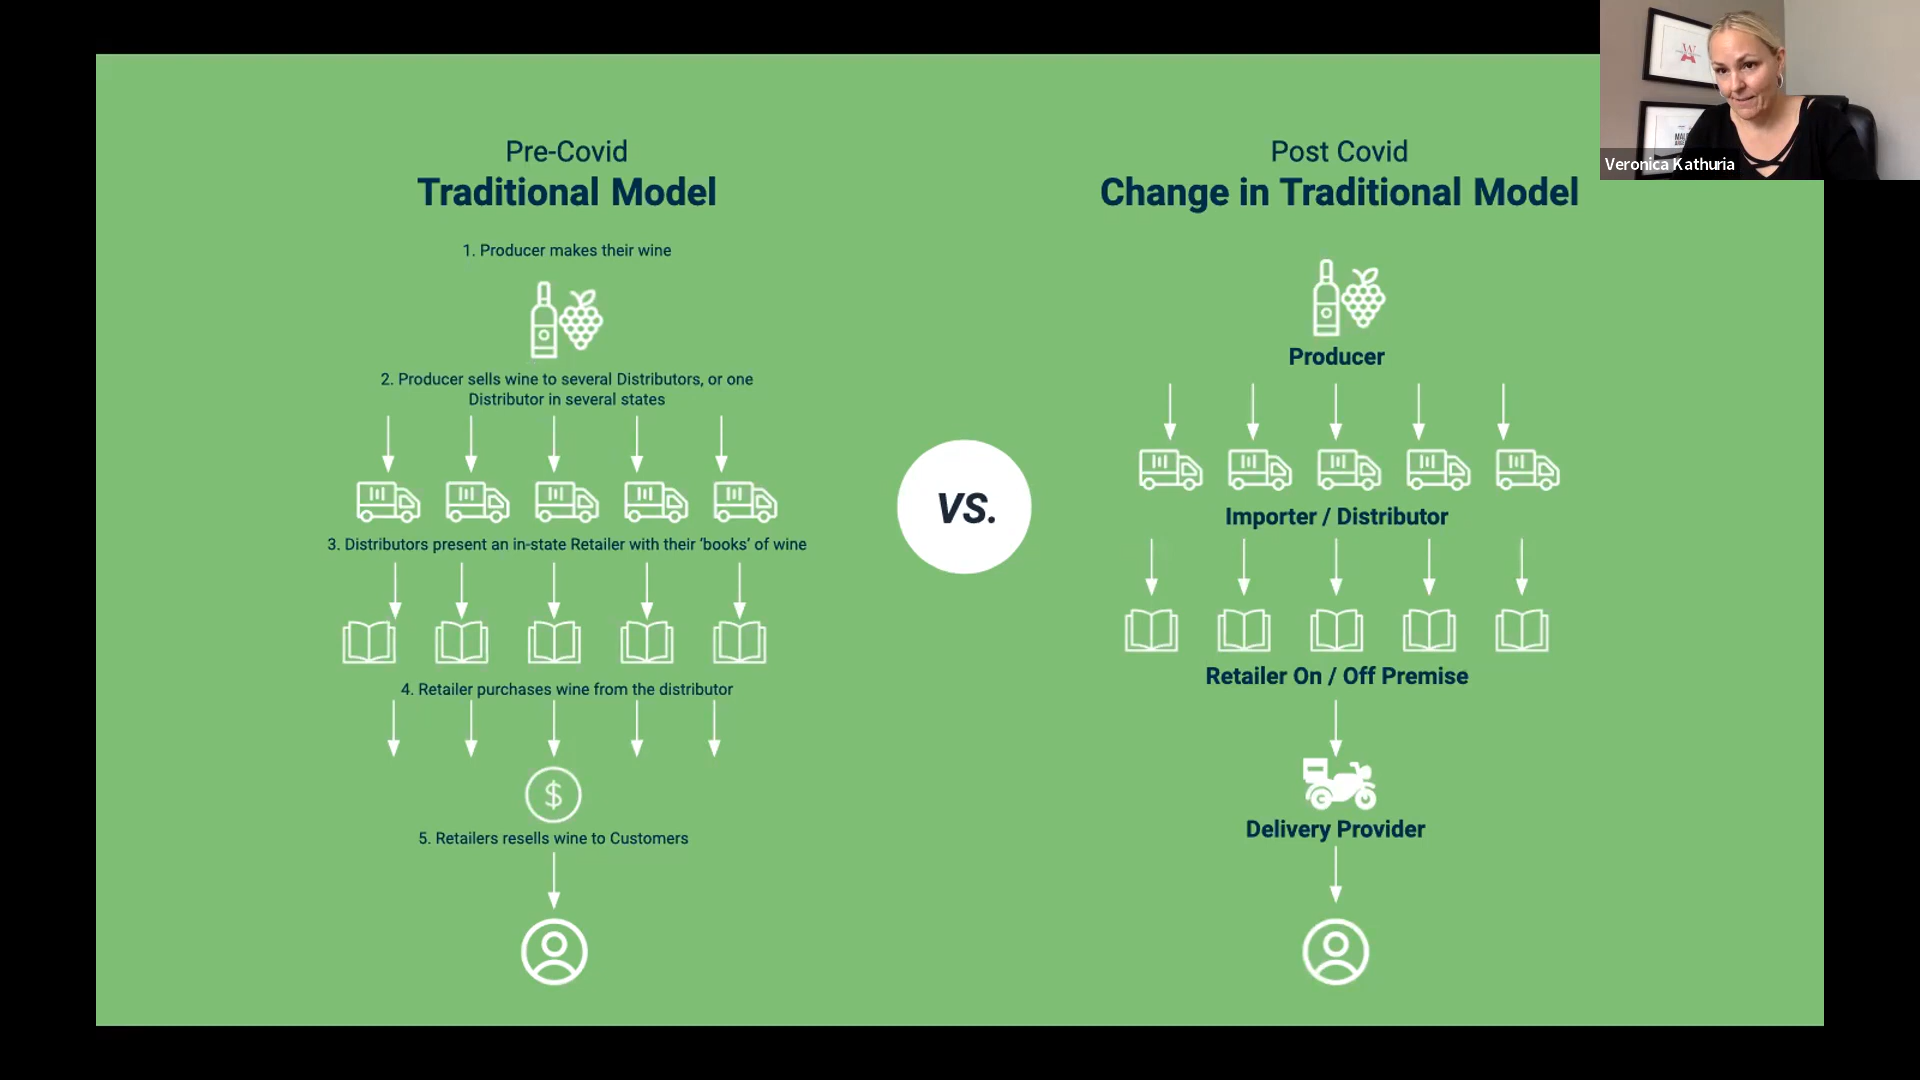 Pre-Covid
Traditional Model
1. Producer makes their wine
2. Producer sells wine to several Distributors, or one
Distributor in several states
3. Distributors present an in-state Retailer with their ‘books’ of wine
4. Retailer purchases wine from the distributor
$
5. Retailers resells wine to Customers
VS.
Post Covid
Change in Traditional Model
Producer
Importer / Distributor
Retailer On / Off Premise
Delivery Provider
Veronica Kathuria